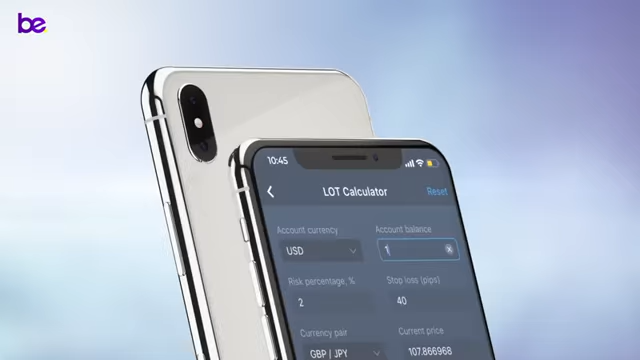 be.
10:45
LOT Calculator
Reset
Account currency
Account balance
USD
1
Risk percentage, %
Stop loss (pips)
2
40
Currency pair
Current price
GBP / JPY
107.866968